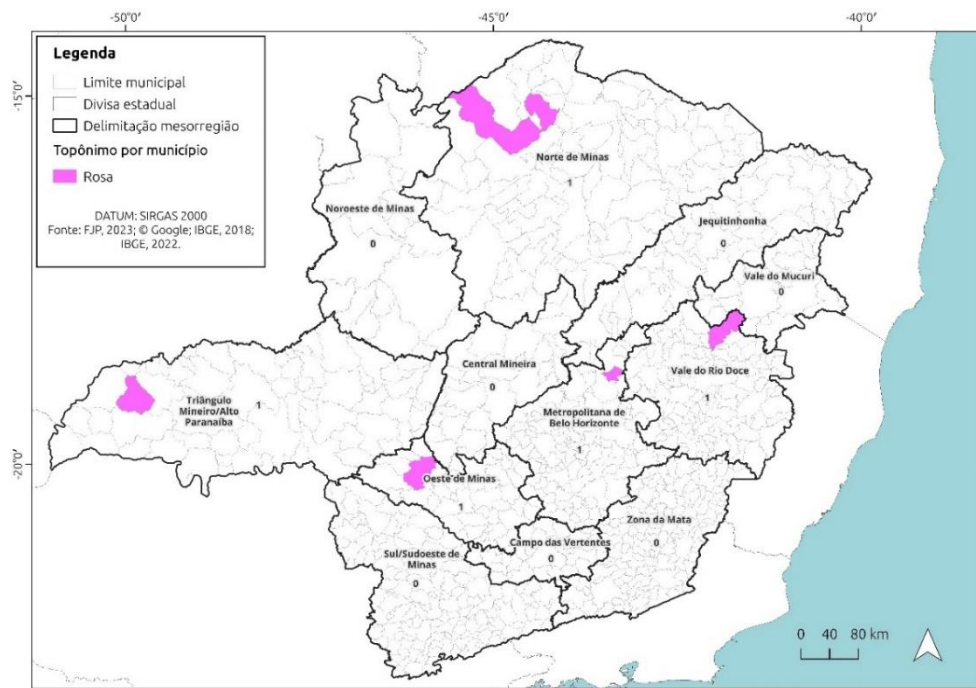 -50°0'
-45°0'
-40°0'
-15°0'
-20°0'
Legenda
Limite municipal
Divisa estadual
Delimitação mesorregião
Topônimo por município
Rosa
DATUM: SIRGAS 2000
Fonte: FJP, 2023; © Google; IBGE, 2018;
IBGE, 2022.
Norte de Minas
1
Noroeste de Minas
0
Jequitinhonha
0
Vale do Mucuri
0
Central Mineira
0
Vale do Rio Doce
1
Triângulo
Mineiro/Alto
Paranaíba
1
Metropolitana de
Belo Horizonte
1
Oeste de Minas
1
Zona da Mata
0
Campo das Vertentes
0
Sul/Sudoeste de
Minas
0
0 40 80 km